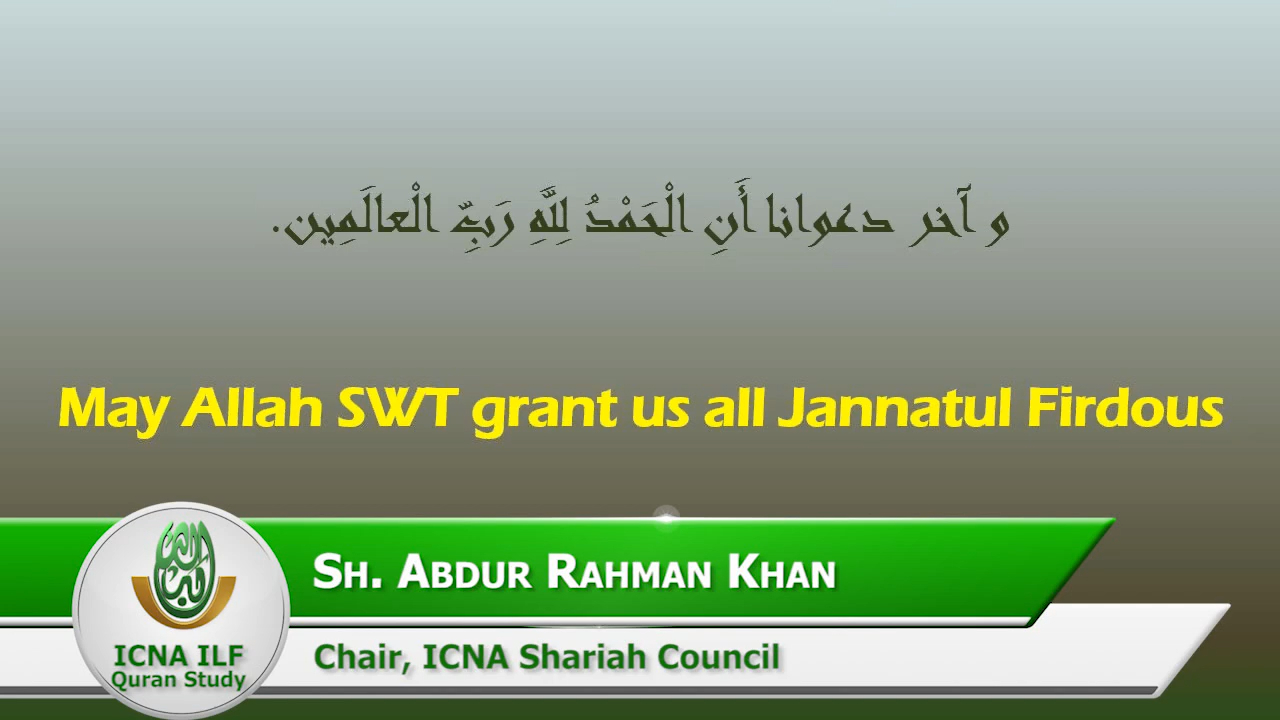 و آخر دعوانا أَنِ الْحَمْدُ لِلَّهِ رَبِّ الْعالَمِين.
May Allah SWT grant us all Jannatul Firdous
SH. ABDUR RAHMAN KHAN
Chair, ICNA Shariah Council
ICNA ILF
Quran Study